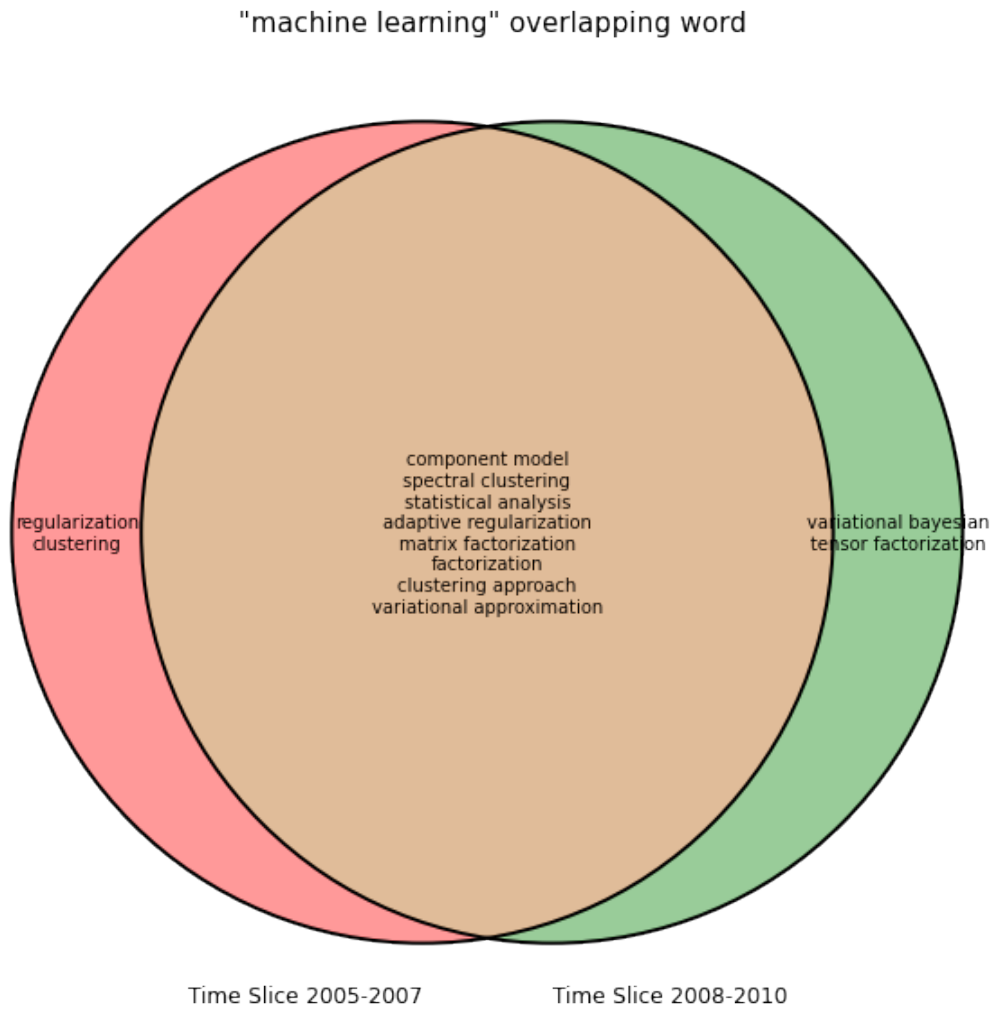 "machine learning" overlapping word
regularization
clustering
component model
spectral clustering
statistical analysis
adaptive regularization
matrix factorization
factorization
clustering approach
variational approximation
variational bayesian
tensor factorization
Time Slice 2005-2007
Time Slice 2008-2010